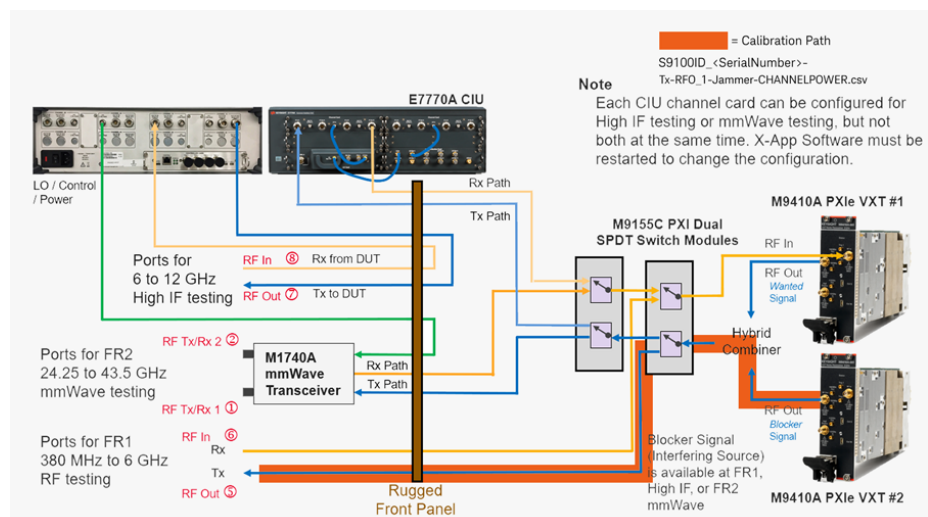 = Calibration Path
S9100ID_<SerialNumber>-
Tx-RFO_1-Jammer-CHANNELPOWER.csv
Note
Each CIU channel card can be configured for
High IF testing or mmWave testing, but not
both at the same time. X-App Software must be
restarted to change the configuration.
E7770A CIU
LO / Control
/ Power
Rx Path
Tx Path
M9155C PXI Dual
SPDT Switch Modules
M9410A PXIe VXT #1
RF In
RF Out
Wanted
Signal
Ports for
6 to 12 GHz
High IF testing
RF In ⑧ Rx from DUT
RF Out ⑦ Tx to DUT
Hybrid
Combiner
Ports for FR2
24.25 to 43.5 GHz
mmWave testing
RF Tx/Rx 2 ②
M1740A
mmWave
Transceiver
Rx Path
Tx Path
RF Tx/Rx 1 ①
RF Out
Blocker
Signal
Ports for FR1
380 MHz to 6 GHz
RF testing
RF In ⑥
Rx
Tx
RF Out ⑤
Blocker Signal
(Interfering Source)
is available at FR1,
High IF, or FR2
mmWave
Rugged
Front Panel
M9410A PXIe VXT #2